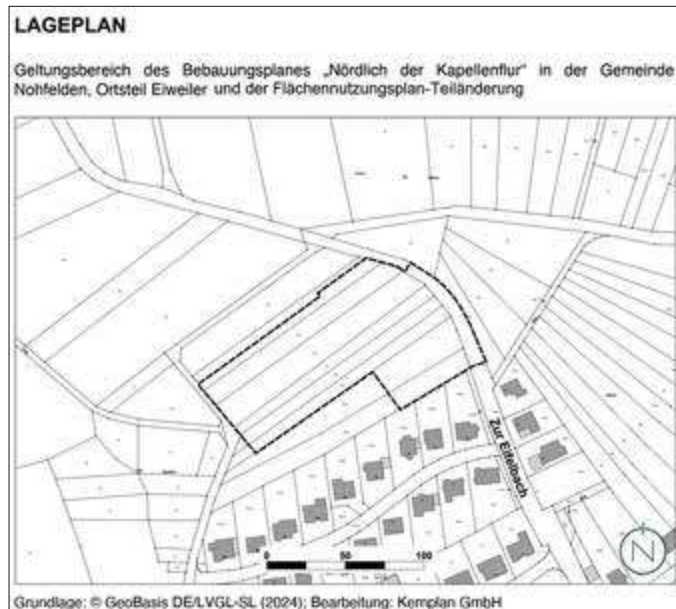 LAGEPLAN
Geltungsbereich des Bebauungsplanes „Nördlich der Kapellenflur“ in der Gemeinde
Nohfelden, Ortsteil Eiweiler und der Flächennutzungsplan-Teiländerung
Zur Eifelbach
0 50 100
N
Grundlage: © GeoBasis DE/LVGL-SL (2024); Bearbeitung: Kernplan GmbH